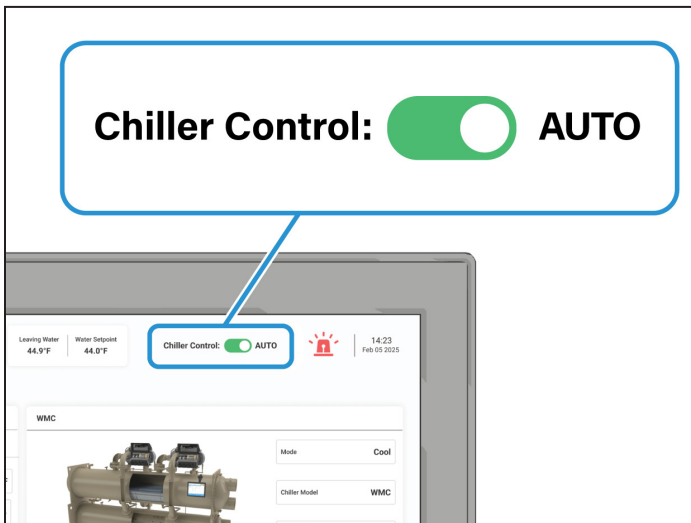 Chiller Control: AUTO
Leaving Water
44.9°F
Water Setpoint
44.0°F
Chiller Control: AUTO
14:23
Feb 05 2025
WMC
Mode Cool
Chiller Model WMC